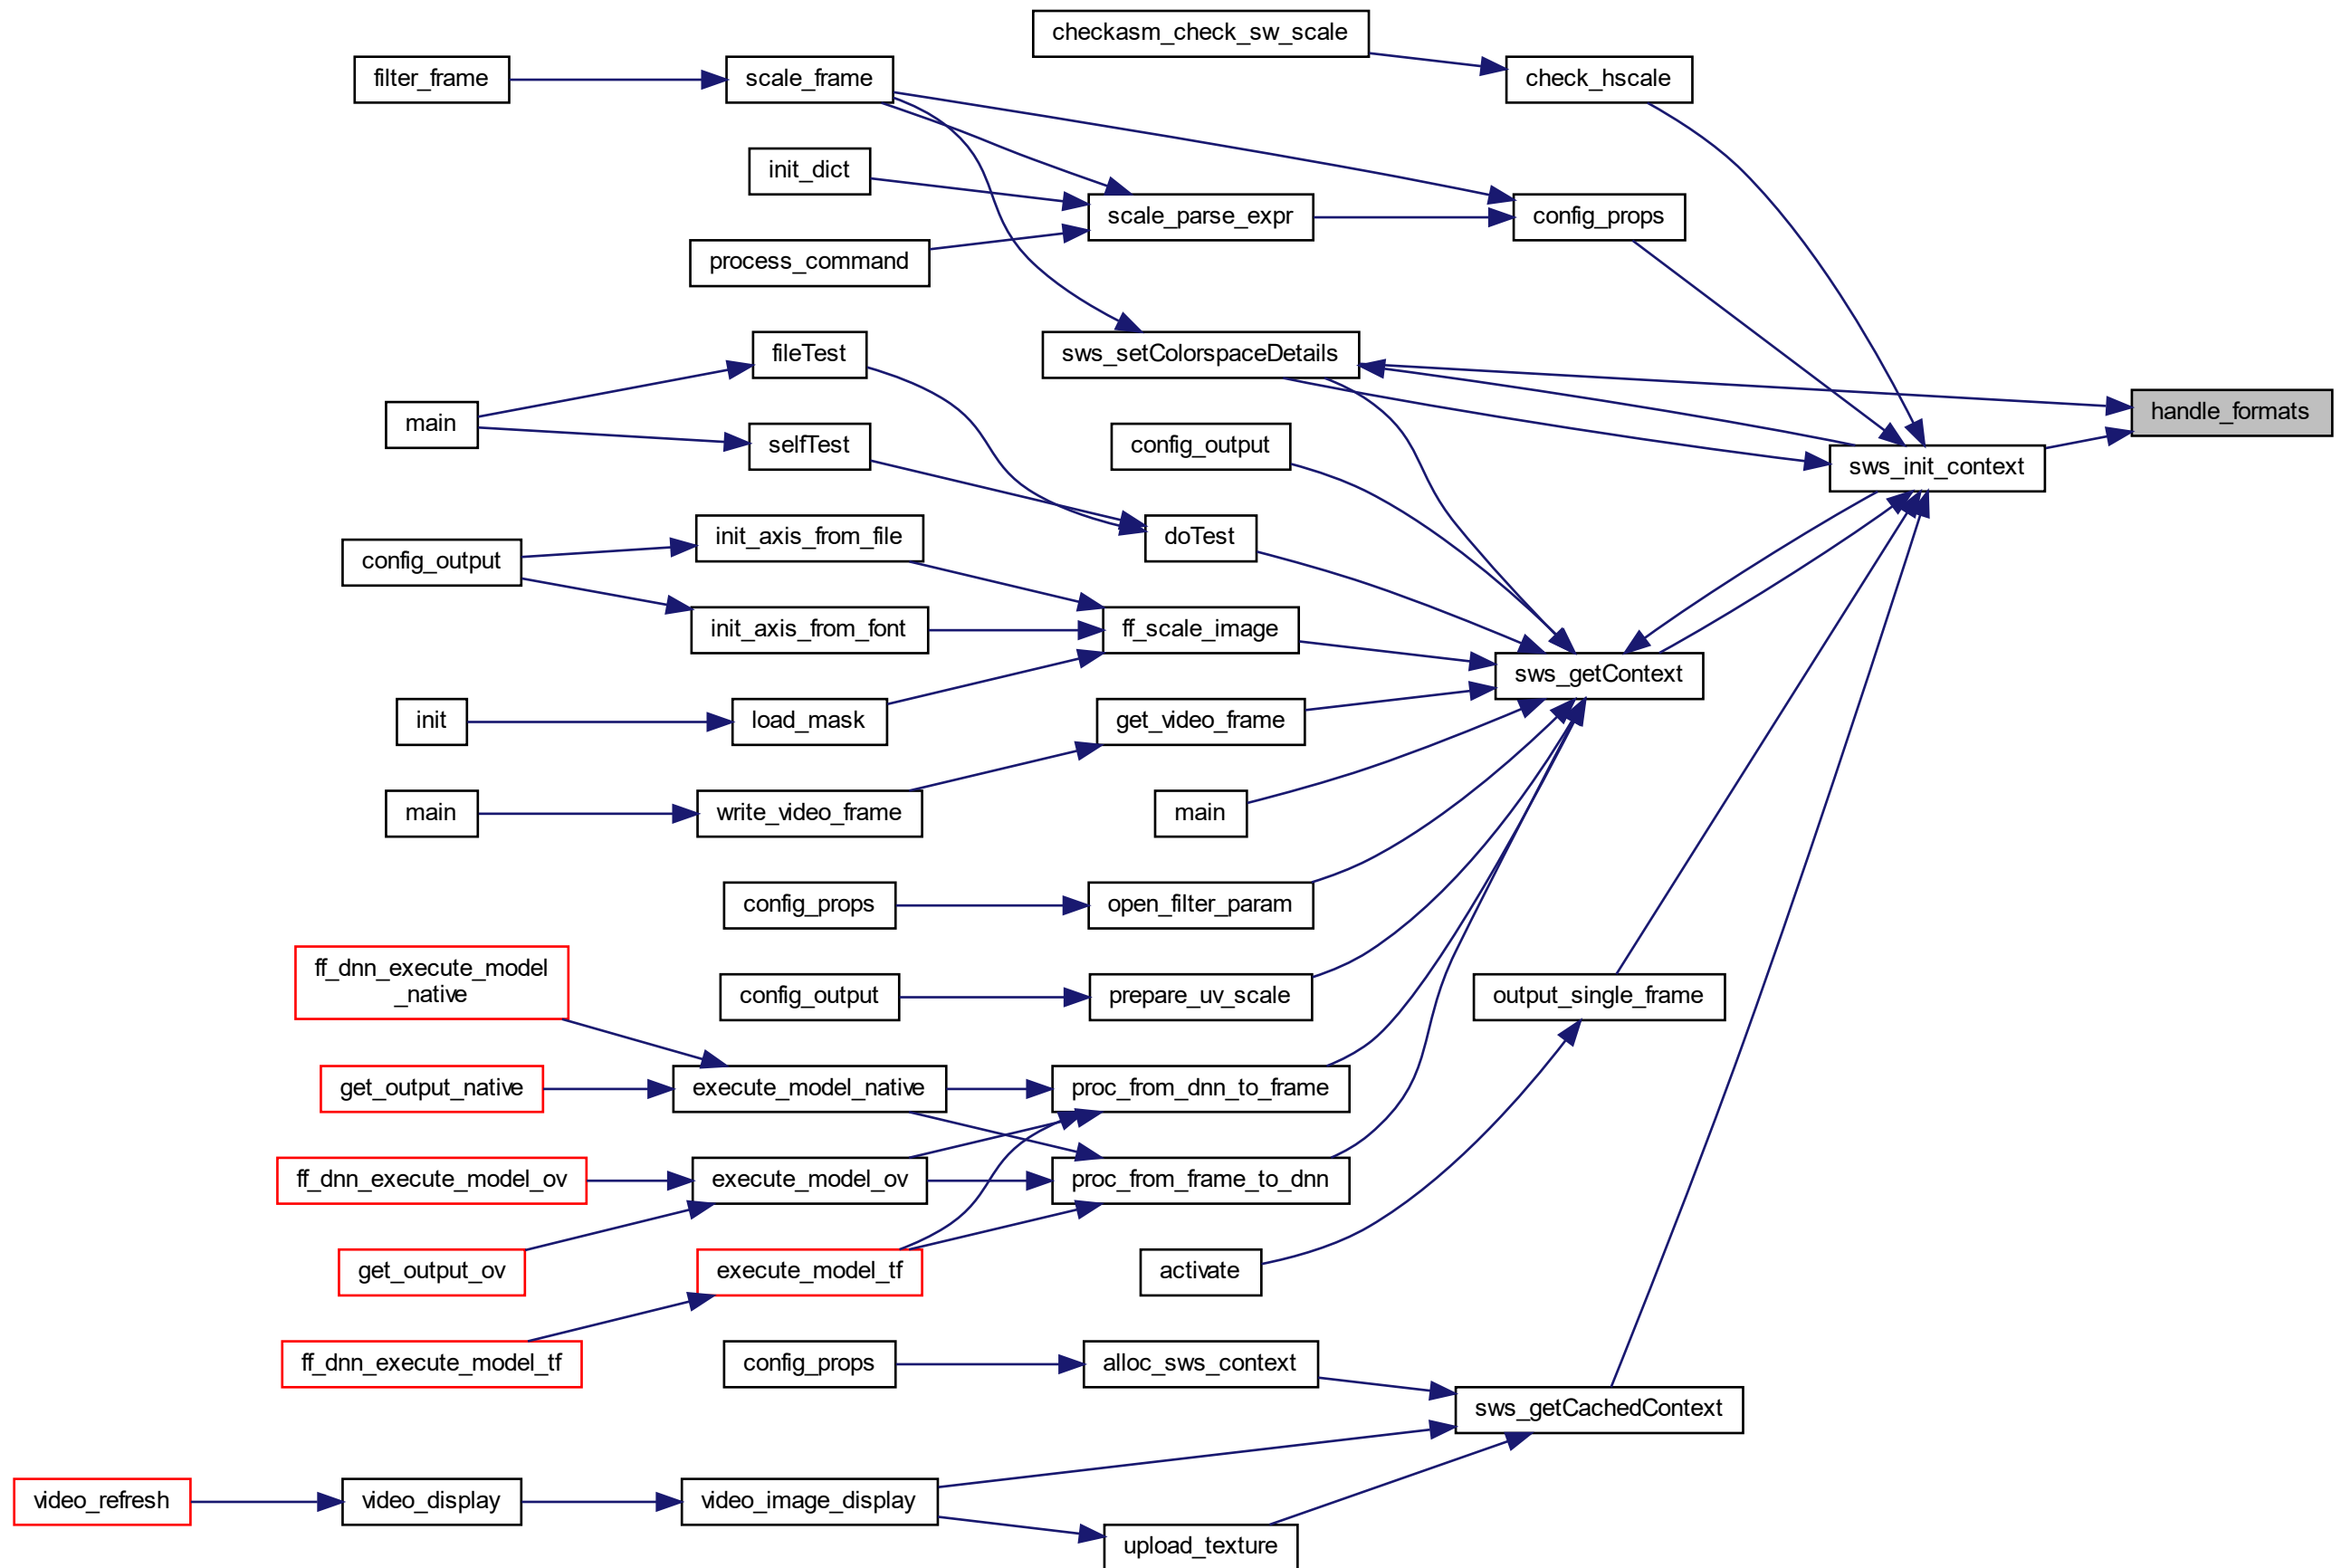 checkasm_check_sw_scale
filter_frame
scale_frame
check_hscale
init_dict
scale_parse_expr
config_props
process_command
fileTest
sws_setColorspaceDetails
handle_formats
main
selfTest
config_output
sws_init_context
config_output
init_axis_from_file
doTest
init_axis_from_font
ff_scale_image
sws_getContext
init
load_mask
get_video_frame
main
write_video_frame
main
config_props
open_filter_param
ff_dnn_execute_model
_native
config_output
prepare_uv_scale
output_single_frame
get_output_native
execute_model_native
proc_from_dnn_to_frame
ff_dnn_execute_model_ov
execute_model_ov
proc_from_frame_to_dnn
get_output_ov
execute_model_tf
activate
ff_dnn_execute_model_tf
config_props
alloc_sws_context
sws_getCachedContext
video_refresh
video_display
video_image_display
upload_texture